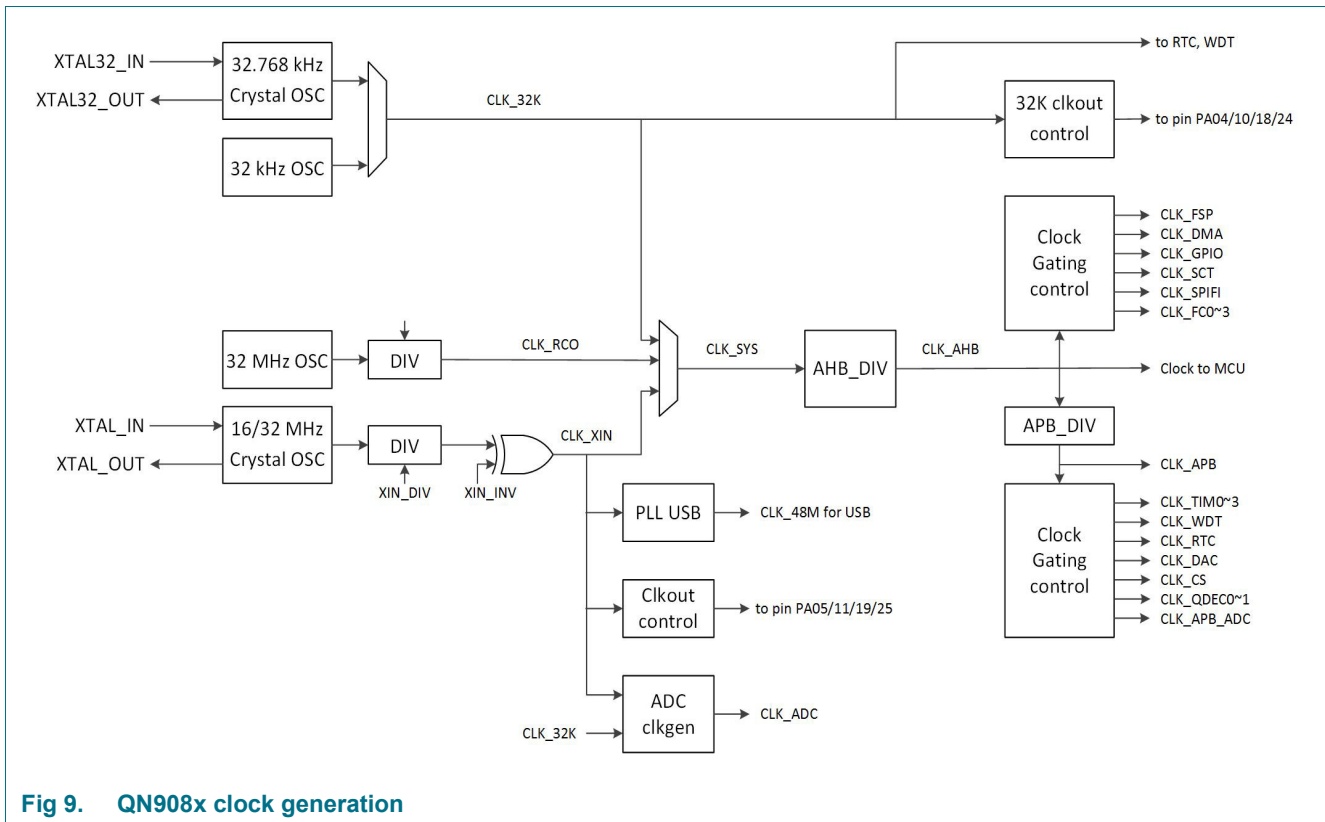 XTAL32_IN
XTAL32_OUT
32.768 kHz
Crystal OSC
32 kHz OSC
CLK_32K
to RTC, WDT
32K clkout
control
to pin PA04/10/18/24
Clock
Gating
control
CLK_FSP
CLK_DMA
CLK_GPIO
CLK_SCT
CLK_SPIFI
CLK_FC0~3
32 MHz OSC
DIV
CLK_RCO
CLK_SYS
AHB_DIV
CLK_AHB
Clock to MCU
XTAL_IN
XTAL_OUT
16/32 MHz
Crystal OSC
DIV
XIN_DIV
XIN_INV
CLK_XIN
APB_DIV
CLK_APB
PLL USB
CLK_48M for USB
Clock
Gating
control
CLK_TIM0~3
CLK_WDT
CLK_RTC
CLK_DAC
CLK_CS
CLK_QDEC0~1
CLK_APB_ADC
Clkout
control
to pin PA05/11/19/25
ADC
clkgen
CLK_32K
CLK_ADC
Fig 9. QN908x clock generation